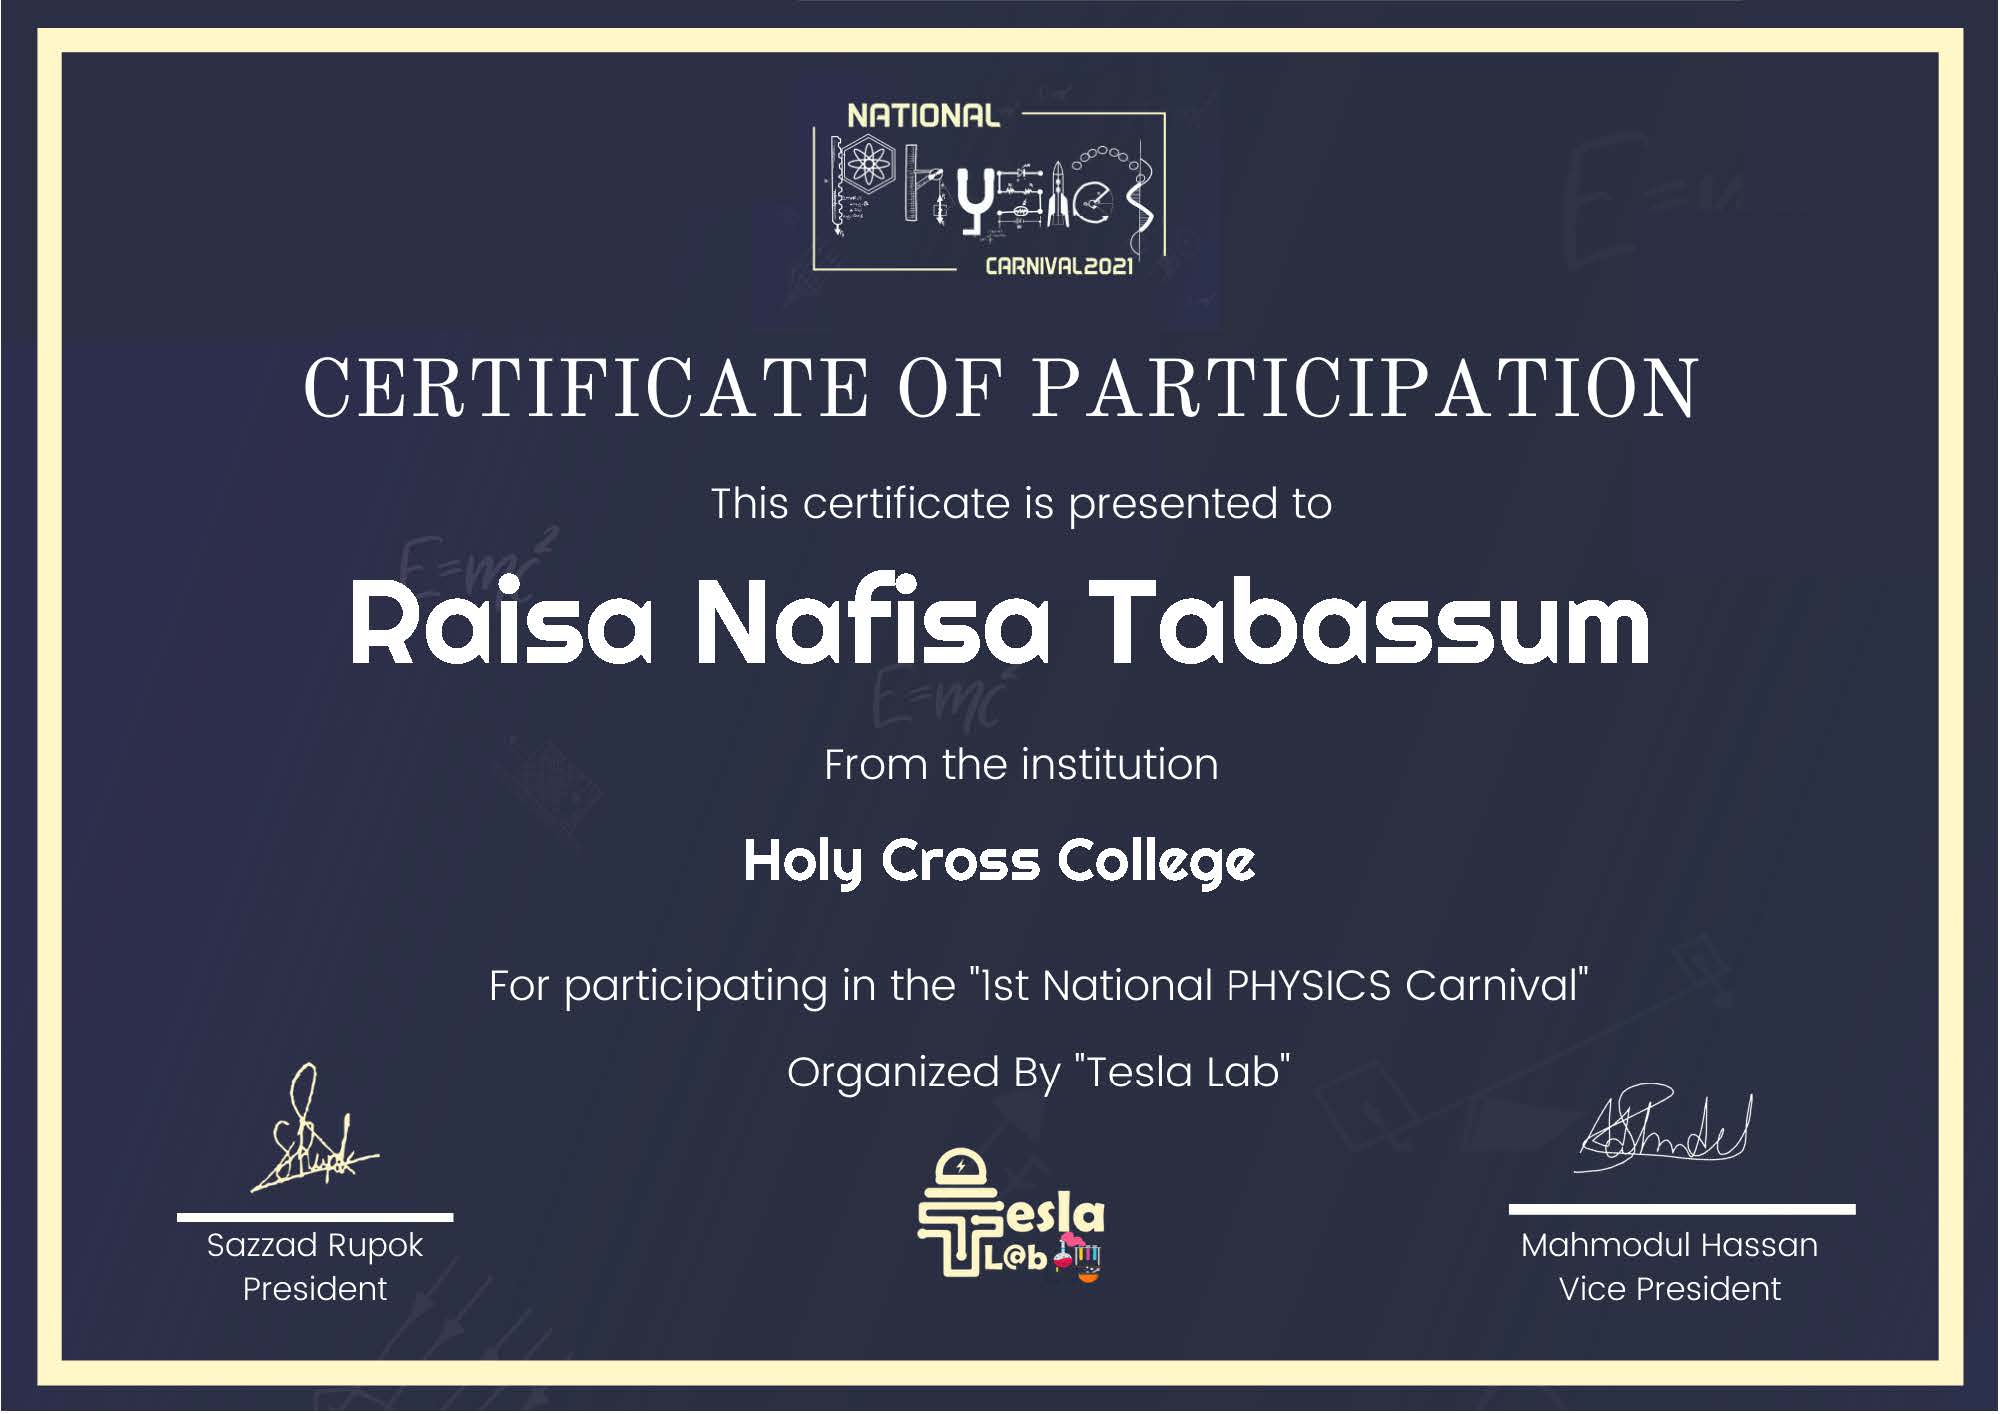 NATIONAL
Physics
CARNIVAL2021
CERTIFICATE OF PARTICIPATION
This certificate is presented to
E=mc²
Raisa Nafisa Tabassum
E=mc²
From the institution
Holy Cross College
For participating in the "1st National PHYSICS Carnival"
Organized By "Tesla Lab"
Tesla
L@b
Sazzad Rupok
President
Mahmodul Hassan
Vice President